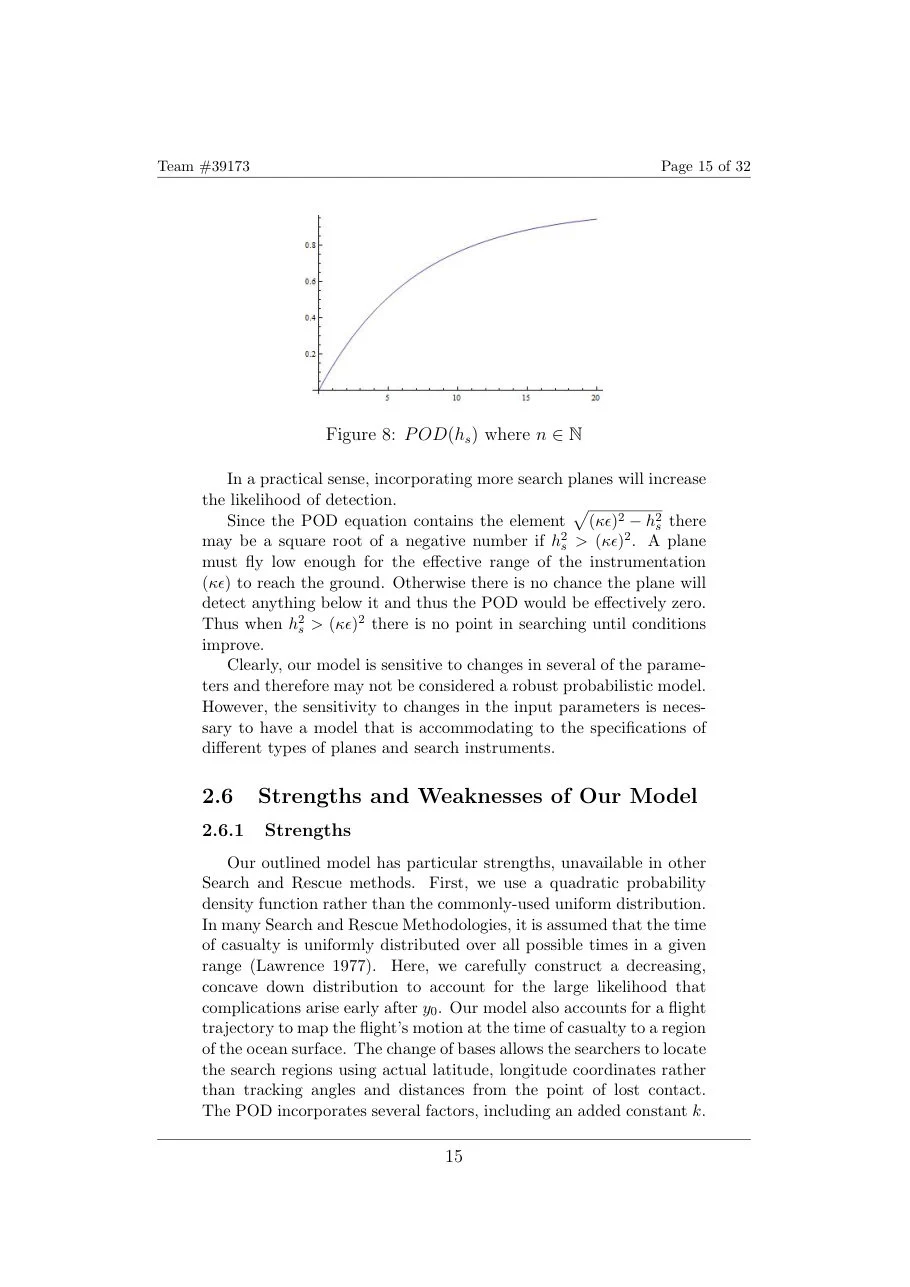 Team #39173 Page 15 of 32
0.8
0.6
0.4
0.2
5 10 15 20
Figure 8: POD(hₛ) where n ∈ ℕ
In a practical sense, incorporating more search planes will increase
the likelihood of detection.
Since the POD equation contains the element √((κϵ)² − hₛ²) there
may be a square root of a negative number if hₛ² > (κϵ)². A plane
must fly low enough for the effective range of the instrumentation
(κϵ) to reach the ground. Otherwise there is no chance the plane will
detect anything below it and thus the POD would be effectively zero.
Thus when hₛ² > (κϵ)² there is no point in searching until conditions
improve.
Clearly, our model is sensitive to changes in several of the parame-
ters and therefore may not be considered a robust probabilistic model.
However, the sensitivity to changes in the input parameters is neces-
sary to have a model that is accommodating to the specifications of
different types of planes and search instruments.
2.6 Strengths and Weaknesses of Our Model
2.6.1 Strengths
Our outlined model has particular strengths, unavailable in other
Search and Rescue methods. First, we use a quadratic probability
density function rather than the commonly-used uniform distribution.
In many Search and Rescue Methodologies, it is assumed that the time
of casualty is uniformly distributed over all possible times in a given
range (Lawrence 1977). Here, we carefully construct a decreasing,
concave down distribution to account for the large likelihood that
complications arise early after y₀. Our model also accounts for a flight
trajectory to map the flight's motion at the time of casualty to a region
of the ocean surface. The change of bases allows the searchers to locate
the search regions using actual latitude, longitude coordinates rather
than tracking angles and distances from the point of lost contact.
The POD incorporates several factors, including an added constant k.
15